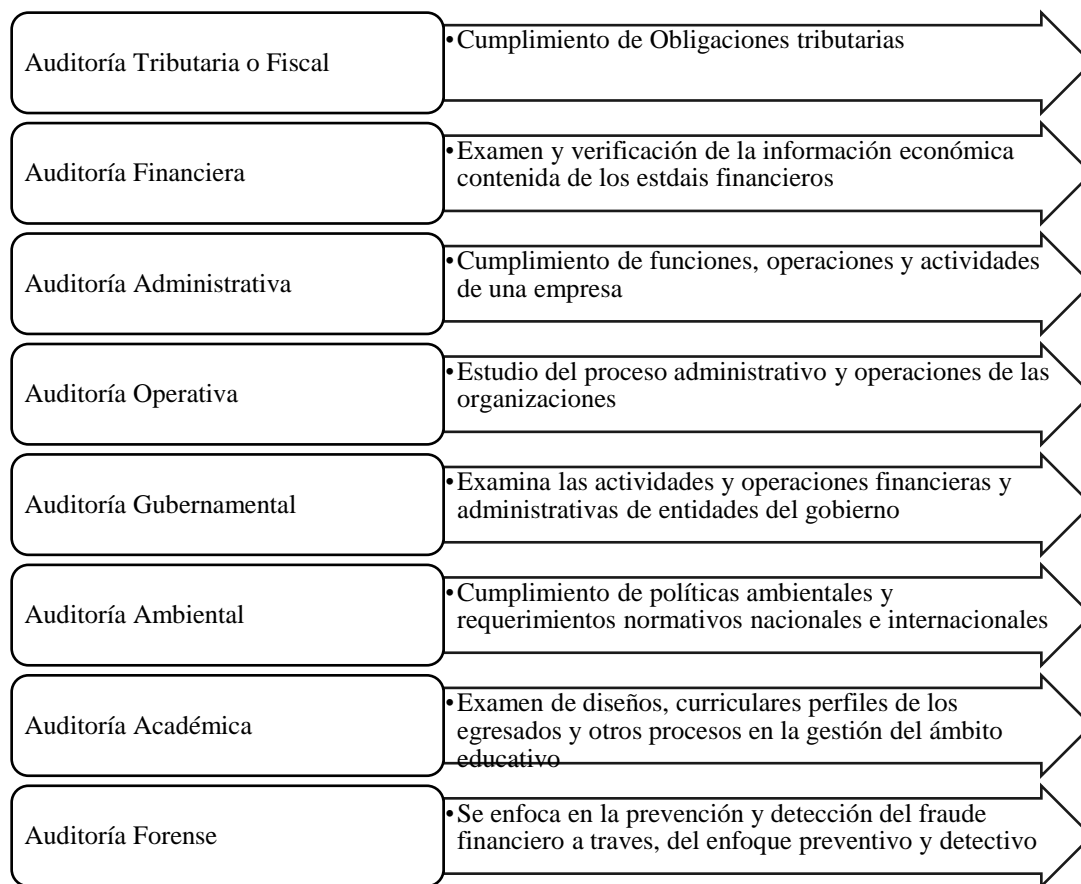 Auditoría Tributaria o Fiscal
•Cumplimiento de Obligaciones tributarias
Auditoría Financiera
•Examen y verificación de la información económica
contenida de los estdais financieros
Auditoría Administrativa
•Cumplimiento de funciones, operaciones y actividades
de una empresa
Auditoría Operativa
•Estudio del proceso administrativo y operaciones de las
organizaciones
Auditoría Gubernamental
•Examina las actividades y operaciones financieras y
administrativas de entidades del gobierno
Auditoría Ambiental
•Cumplimiento de políticas ambientales y
requerimientos normativos nacionales e internacionales
Auditoría Académica
•Examen de diseños, curriculares perfiles de los
egresados y otros procesos en la gestión del ámbito
educativo
Auditoría Forense
•Se enfoca en la prevención y detección del fraude
financiero a traves, del enfoque preventivo y detectivo